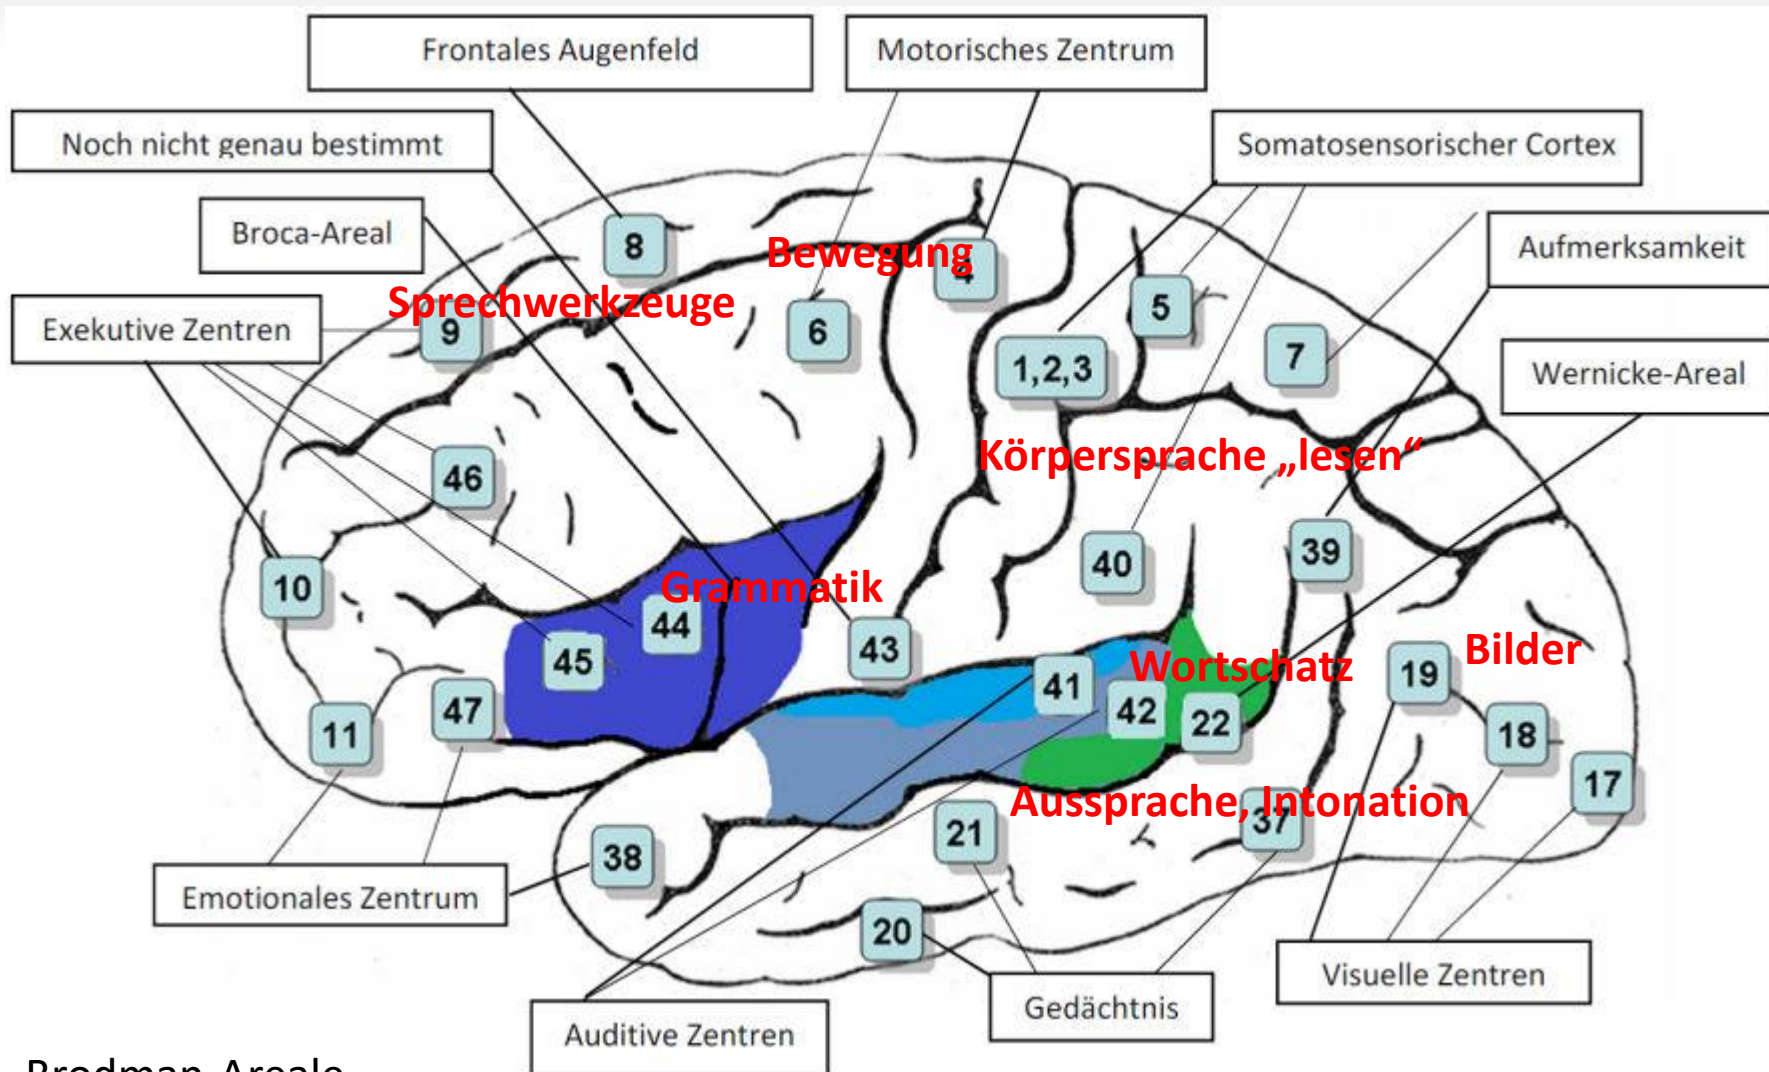 Frontales Augenfeld
Motorisches Zentrum
Noch nicht genau bestimmt
Somatosensorischer Cortex
Broca-Areal
Aufmerksamkeit
Exekutive Zentren
Wernicke-Areal
8
Bewegung
4
Sprechwerkzeuge
9
6
5
1,2,3
7
Körpersprache „lesen“
46
10
40
39
Grammatik
44
45
43
41
Wortschatz
19
Bilder
11
47
42
22
18
17
Aussprache, Intonation
38
21
37
20
Emotionales Zentrum
Visuelle Zentren
Gedächtnis
Auditive Zentren
Brodman-Areale